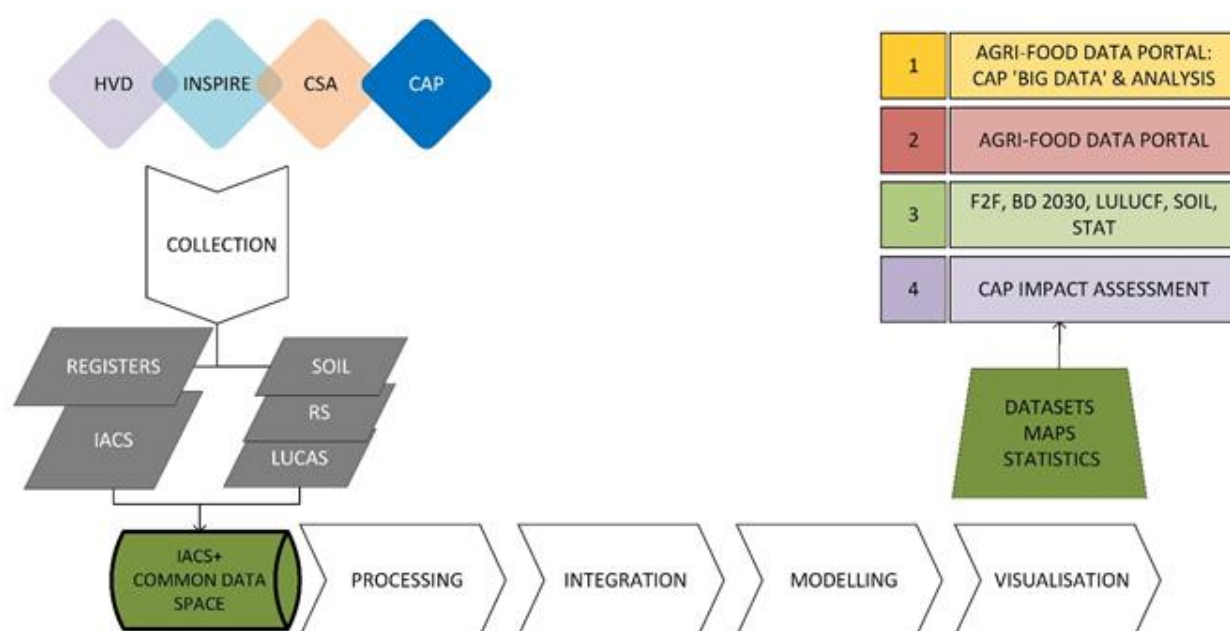 HVD
INSPIRE
CSA
CAP
COLLECTION
REGISTERS
IACS
SOIL
RS
LUCAS
IACS+
COMMON DATA
SPACE
PROCESSING
INTEGRATION
MODELLING
VISUALISATION
DATASETS
MAPS
STATISTICS
1
AGRI-FOOD DATA PORTAL:
CAP 'BIG DATA' & ANALYSIS
2
AGRI-FOOD DATA PORTAL
3
F2F, BD 2030, LULUCF, SOIL,
STAT
4
CAP IMPACT ASSESSMENT